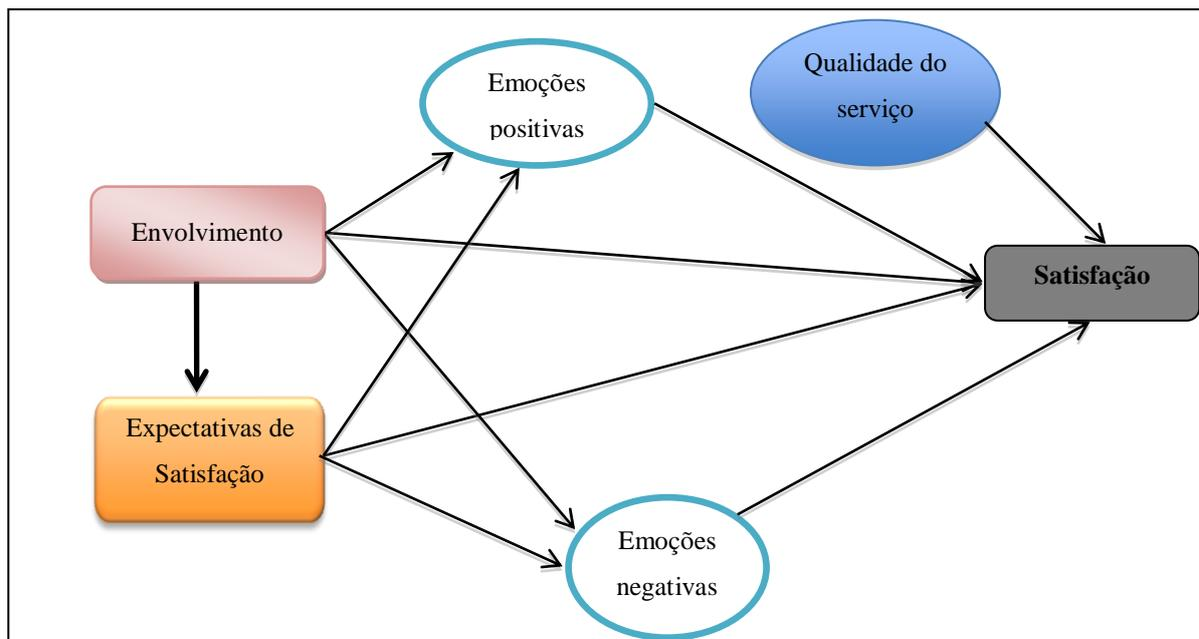 Emoções
positivas
Qualidade do
serviço
Envolvimento
Satisfação
Expectativas de
Satisfação
Emoções
negativas